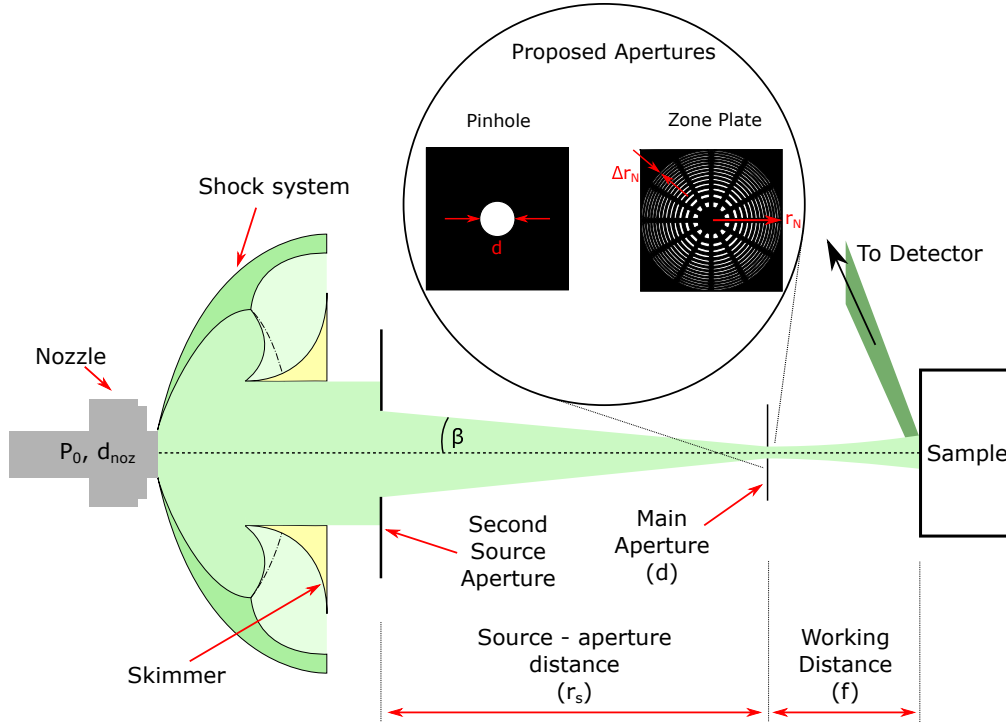 Proposed Apertures
Pinhole
Zone Plate
Δr_N
r_N
d
Shock system
To Detector
Nozzle
P₀, d_noz
β
Sample
Second
Source
Aperture
Main
Aperture
(d)
Skimmer
Source - aperture
distance
(r_s)
Working
Distance
(f)